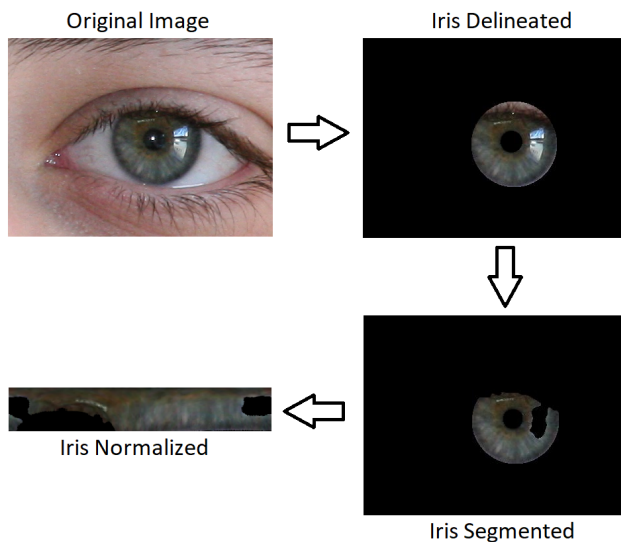 Original Image
Iris Delineated
Iris Normalized
Iris Segmented